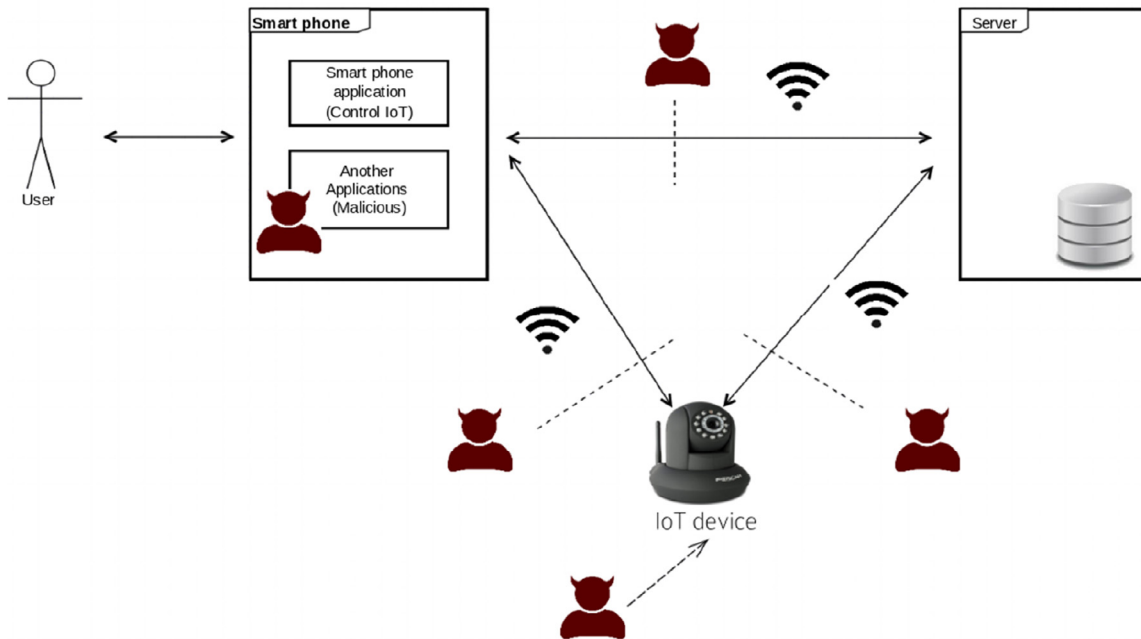 Smart phone
Server
Smart phone
application
(Control IoT)
Another
Applications
(Malicious)
User
IoT device